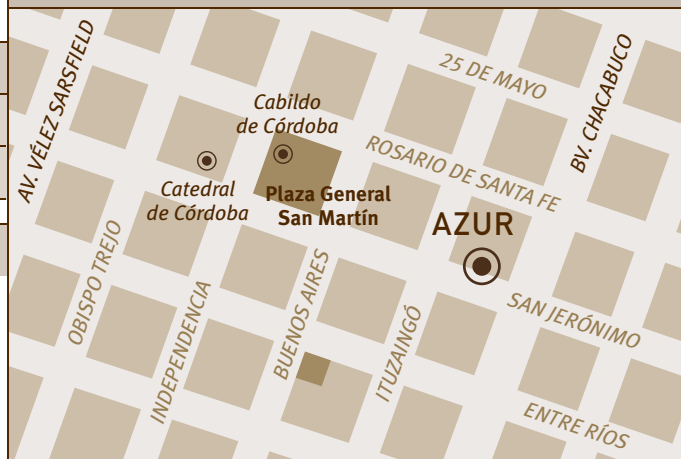 AV. VÉLEZ SARSFIELD
25 DE MAYO
BV. CHACABUCO
Cabildo
de Córdoba
ROSARIO DE SANTA FE
Catedral
de Córdoba
Plaza General
San Martín
AZUR
OBISPO TREJO
INDEPENDENCIA
BUENOS AIRES
ITUZAINGÓ
SAN JERÓNIMO
ENTRE RÍOS